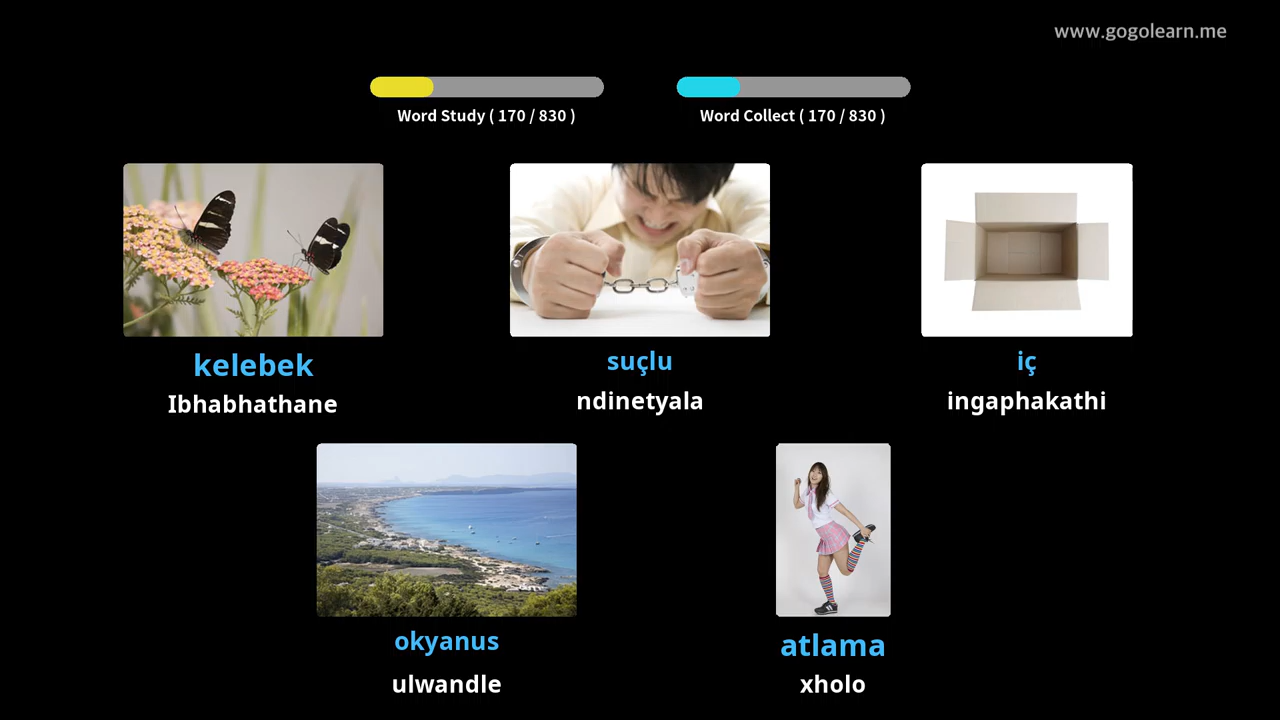 www.gogolearn.me
Word Study ( 170 / 830 )
Word Collect ( 170 / 830 )
kelebek
Ibhabhathane
suçlu
ndinetyala
iç
ingaphakathi
okyanus
ulwandle
atlama
xholo